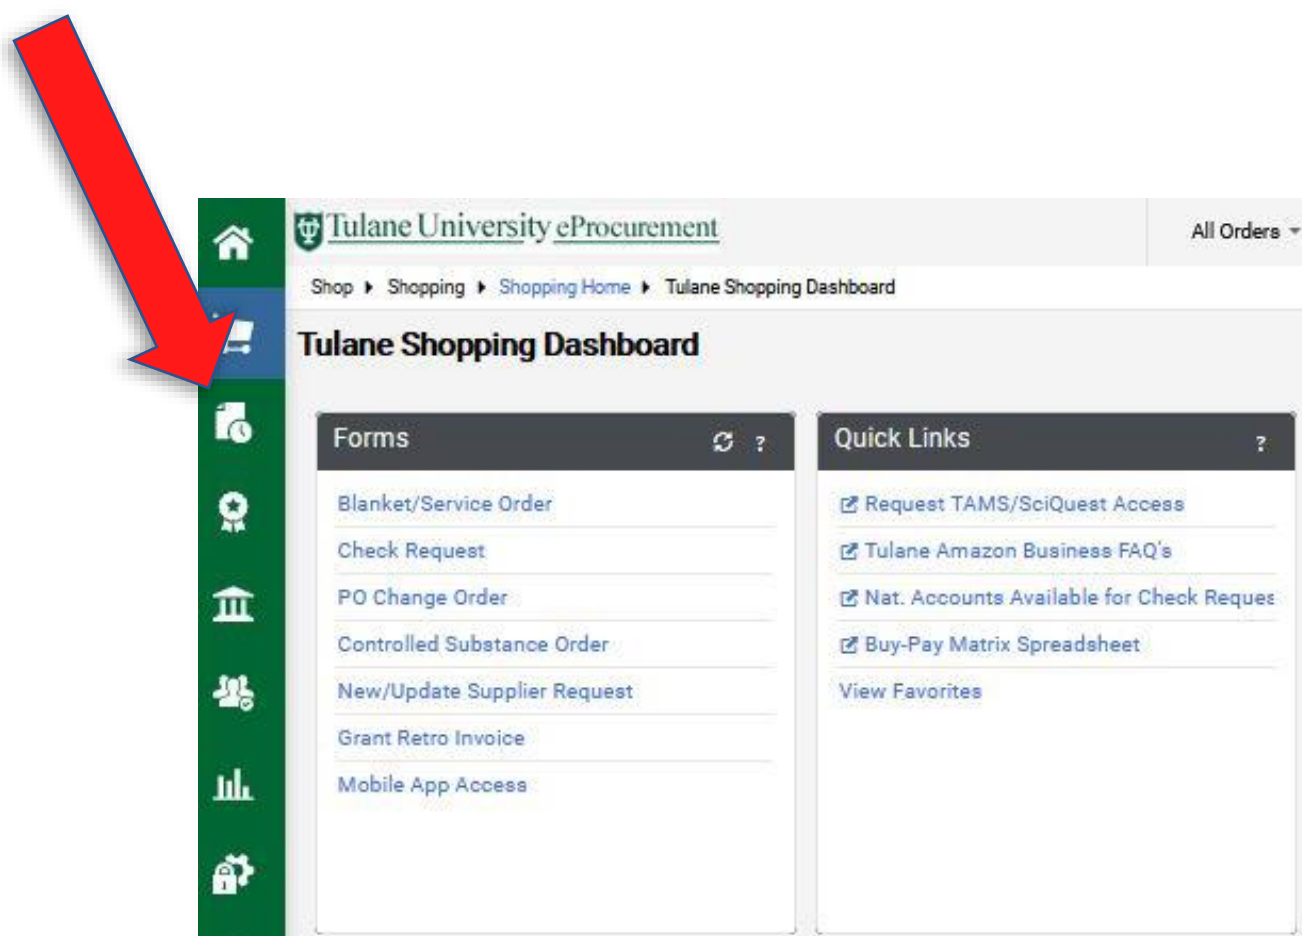 Tulane University eProcurement
All Orders
Shop Shopping Shopping Home Tulane Shopping Dashboard
Tulane Shopping Dashboard
Forms ?
Blanket/Service Order
Check Request
PO Change Order
Controlled Substance Order
New/Update Supplier Request
Grant Retro Invoice
Mobile App Access
Quick Links ?
Request TAMS/SciQuest Access
Tulane Amazon Business FAQ's
Nat. Accounts Available for Check Reques
Buy-Pay Matrix Spreadsheet
View Favorites